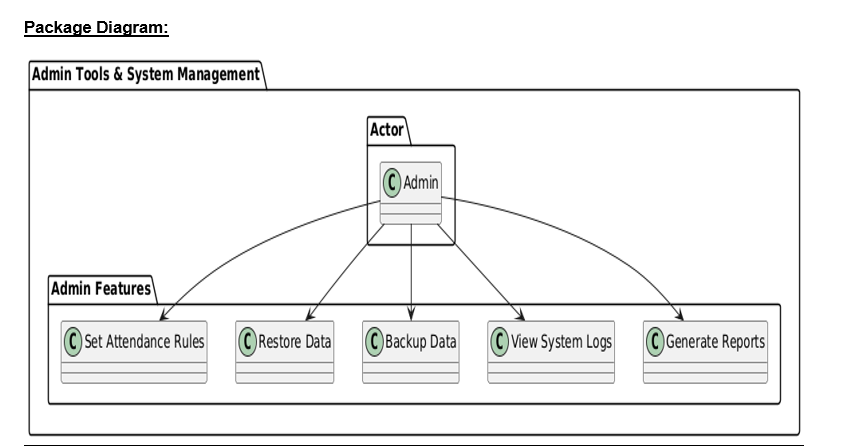 Package Diagram:
Admin Tools & System Management
Actor
C Admin
Admin Features
C Set Attendance Rules
C Restore Data
C Backup Data
C View System Logs
C Generate Reports